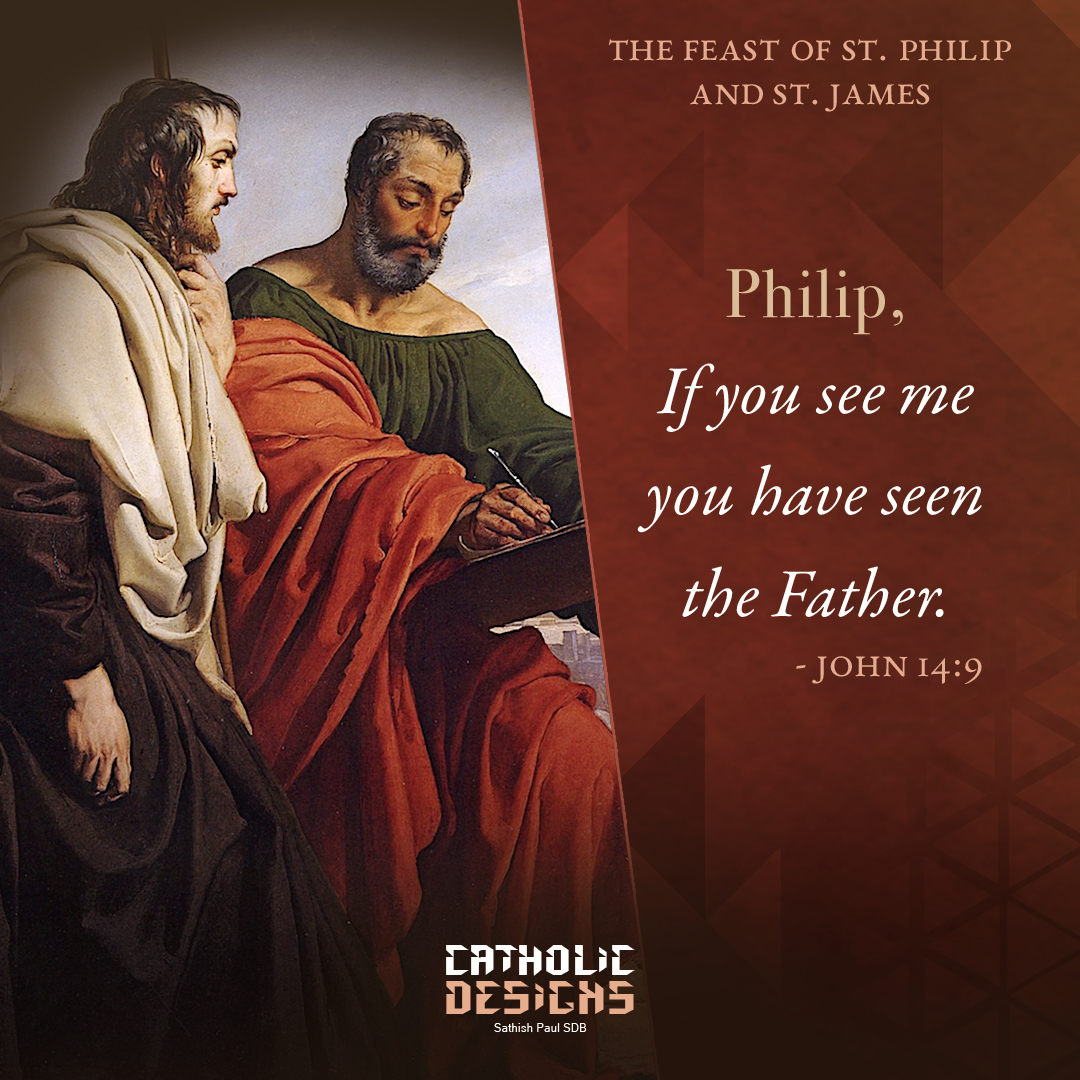 THE FEAST OF ST. PHILIP
AND ST. JAMES
Philip,
If you see me
you have seen
the Father.
- JOHN 14:9
CATHOLIC
DESIGNS
Sathish Paul SDB